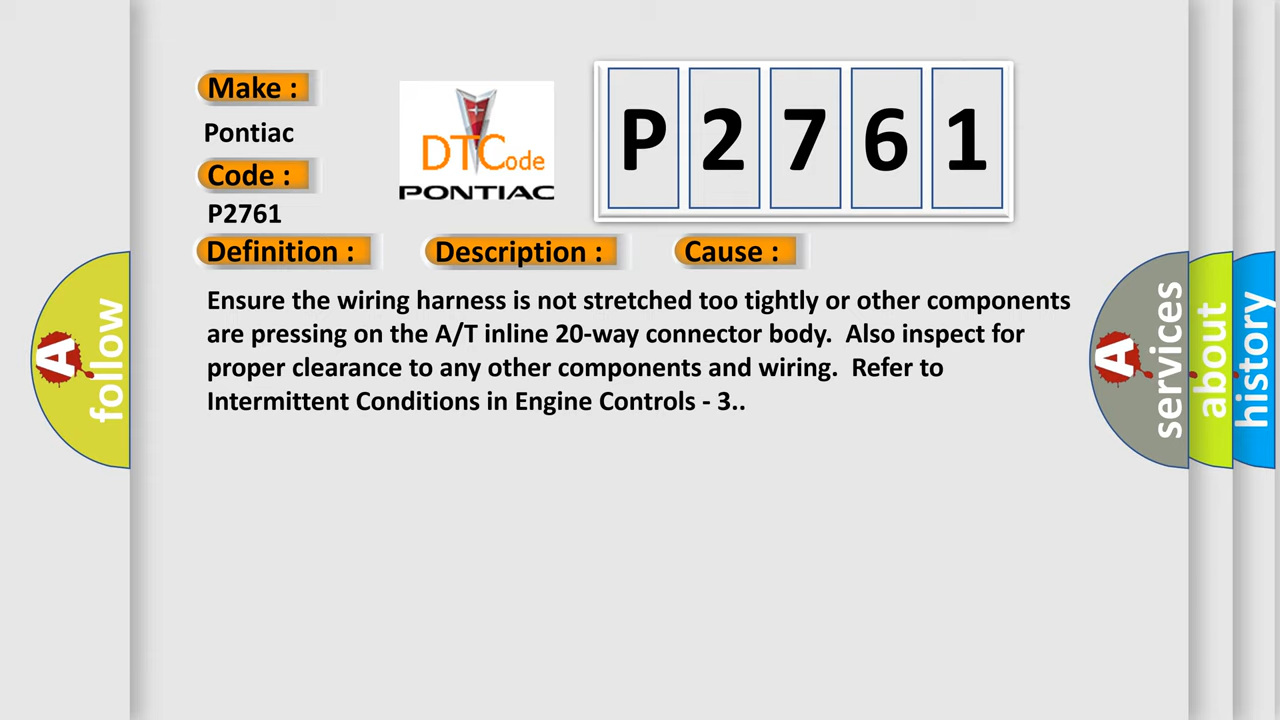 Make :
Pontiac
Code :
P2761
DTCode
PONTIAC
P 2 7 6 1
Definition :
Description :
Cause :
Ensure the wiring harness is not stretched too tightly or other components
are pressing on the A/T inline 20-way connector body. Also inspect for
proper clearance to any other components and wiring. Refer to
Intermittent Conditions in Engine Controls - 3..
A follow
A services
about
history